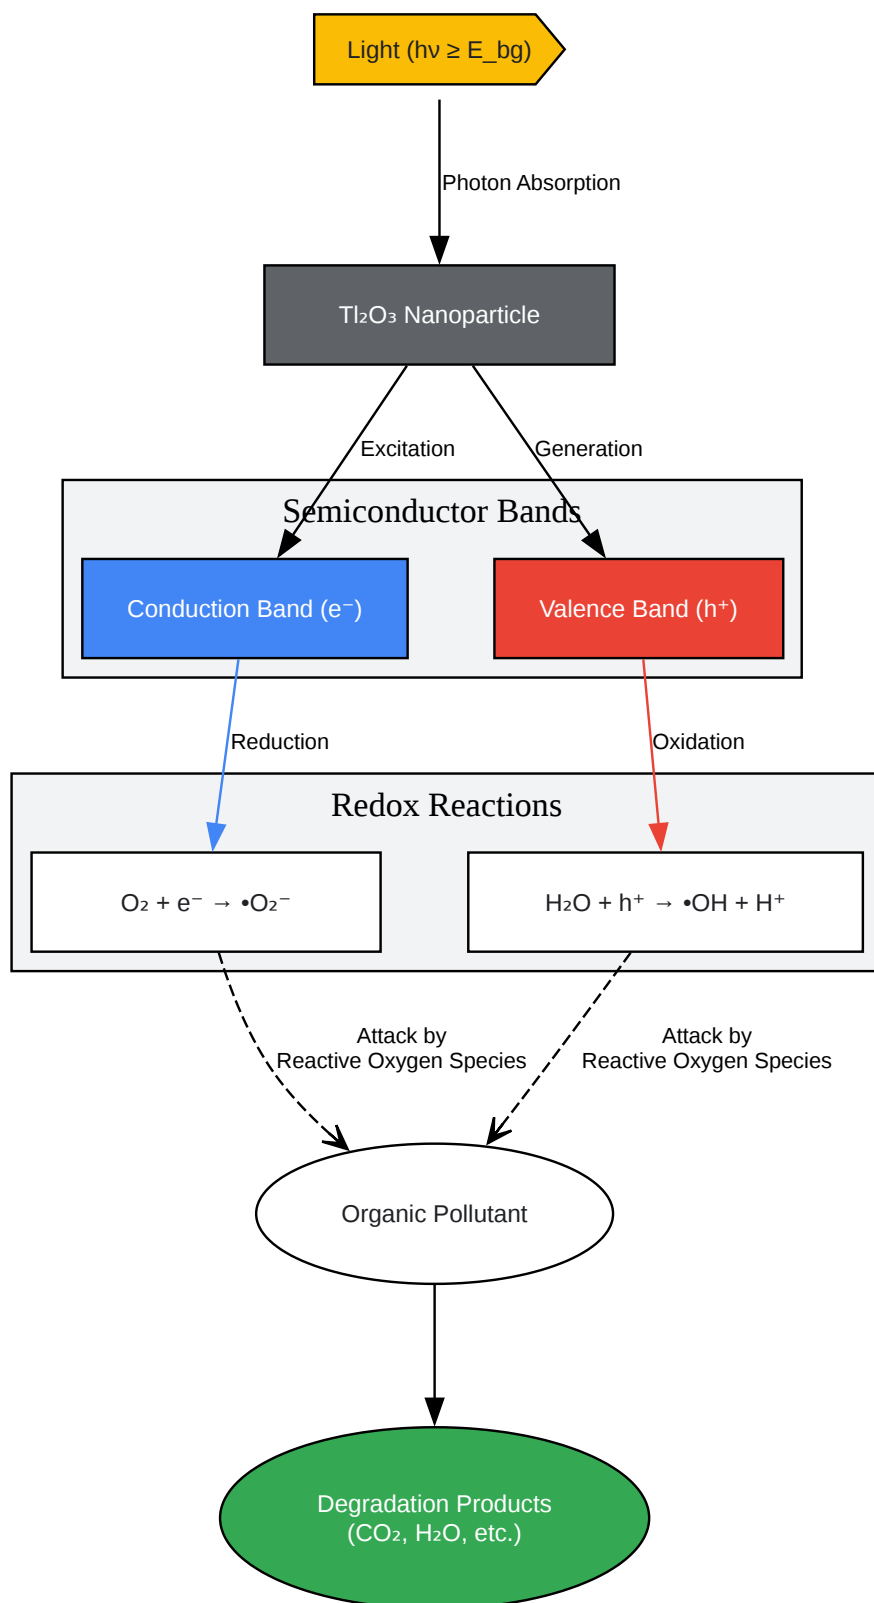 Light (hν ≥ E_bg)
Photon Absorption
Tl₂O₃ Nanoparticle
Excitation
Generation
Semiconductor Bands
Conduction Band (e⁻)
Valence Band (h⁺)
Reduction
Oxidation
Redox Reactions
O₂ + e⁻ → •O₂⁻
H₂O + h⁺ → •OH + H⁺
Attack by
Reactive Oxygen Species
Attack by
Reactive Oxygen Species
Organic Pollutant
Degradation Products
(CO₂, H₂O, etc.)